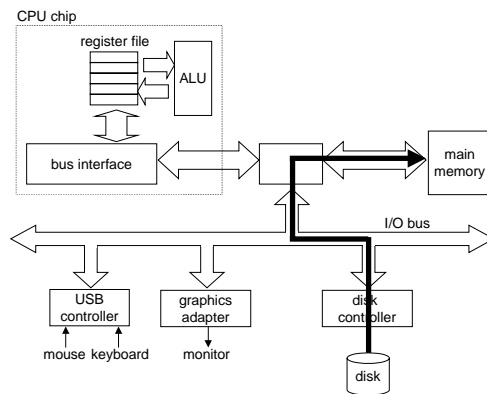 CPU chip
register file
ALU
bus interface
main
memory
I/O bus
USB
controller
graphics
adapter
disk
controller
mouse keyboard
monitor
disk